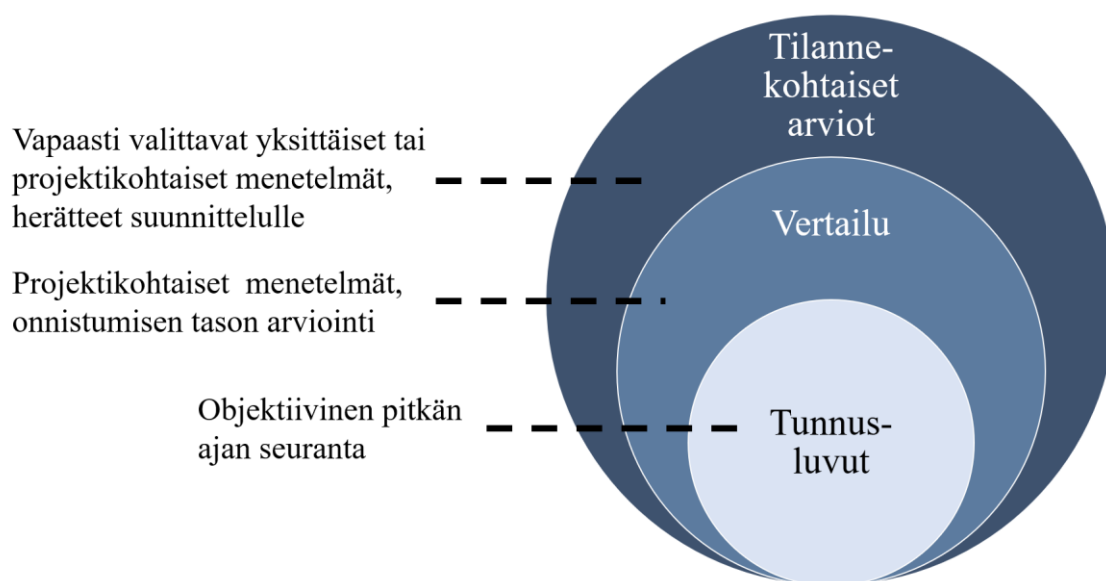 Tilanne-
kohtaiset
arviot
Vapaasti valittavat yksittäiset tai
projektikohtaiset menetelmät,
herätteet suunnittelulle
Vertailu
Projektikohtaiset  menetelmät,
onnistumisen tason arviointi
Objektiivinen pitkän
ajan seuranta
Tunnus-
luvut